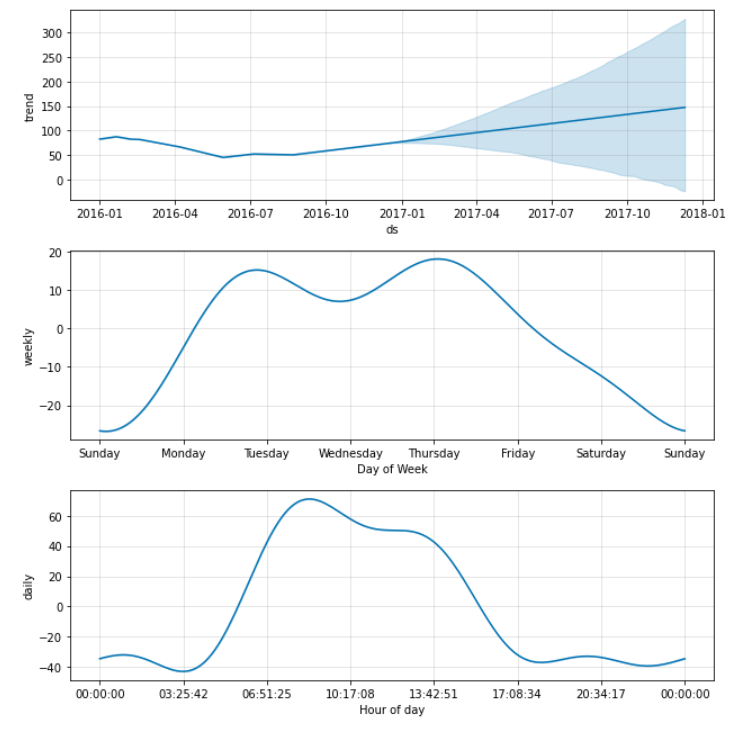 300
250
200
150
100
50
0
trend
2016-01 2016-04 2016-07 2016-10 2017-01 2017-04 2017-07 2017-10 2018-01
ds
20
10
0
−10
−20
weekly
Sunday Monday Tuesday Wednesday Thursday Friday Saturday Sunday
Day of Week
60
40
20
0
−20
−40
daily
00:00:00 03:25:42 06:51:25 10:17:08 13:42:51 17:08:34 20:34:17 00:00:00
Hour of day